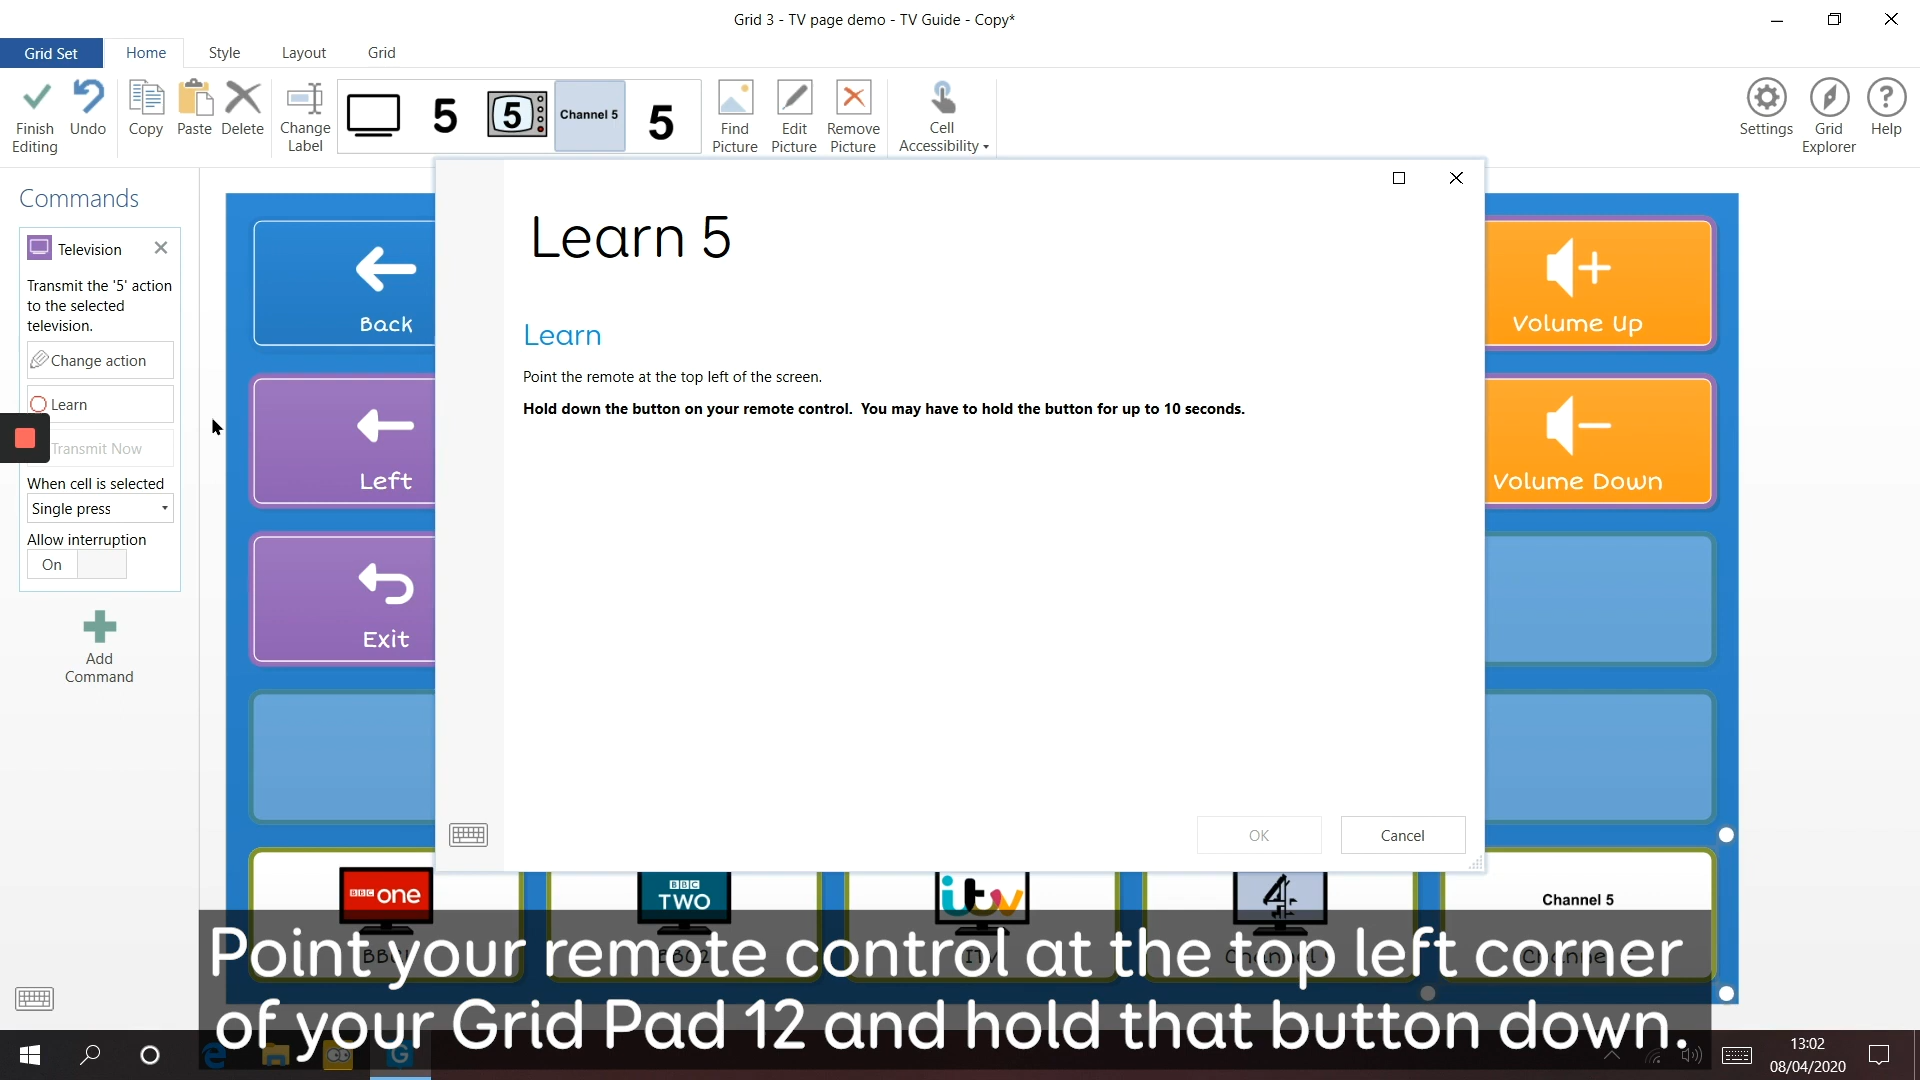 Grid 3 - TV page demo - TV Guide - Copy*
Grid Set
Home
Style
Layout
Grid
Finish
Editing
Undo
Copy
Paste
Delete
Change
Label
5
5
Channel 5
5
Find
Picture
Edit
Picture
Remove
Picture
Cell
Accessibility
Settings
Grid
Explorer
Help
Commands
Television
Transmit the '5' action
to the selected
television.
Change action
Learn
Transmit Now
When cell is selected
Single press
Allow interruption
On
Add
Command
Back
Left
Exit
Learn 5
Learn
Point the remote at the top left of the screen.
Hold down the button on your remote control. You may have to hold the button for up to 10 seconds.
OK
Cancel
Volume Up
Volume Down
BBC one
BBC
TWO
itv
4
Channel 5
Point your remote control at the top left corner
of your Grid Pad 12 and hold that button down.
13:02
08/04/2020